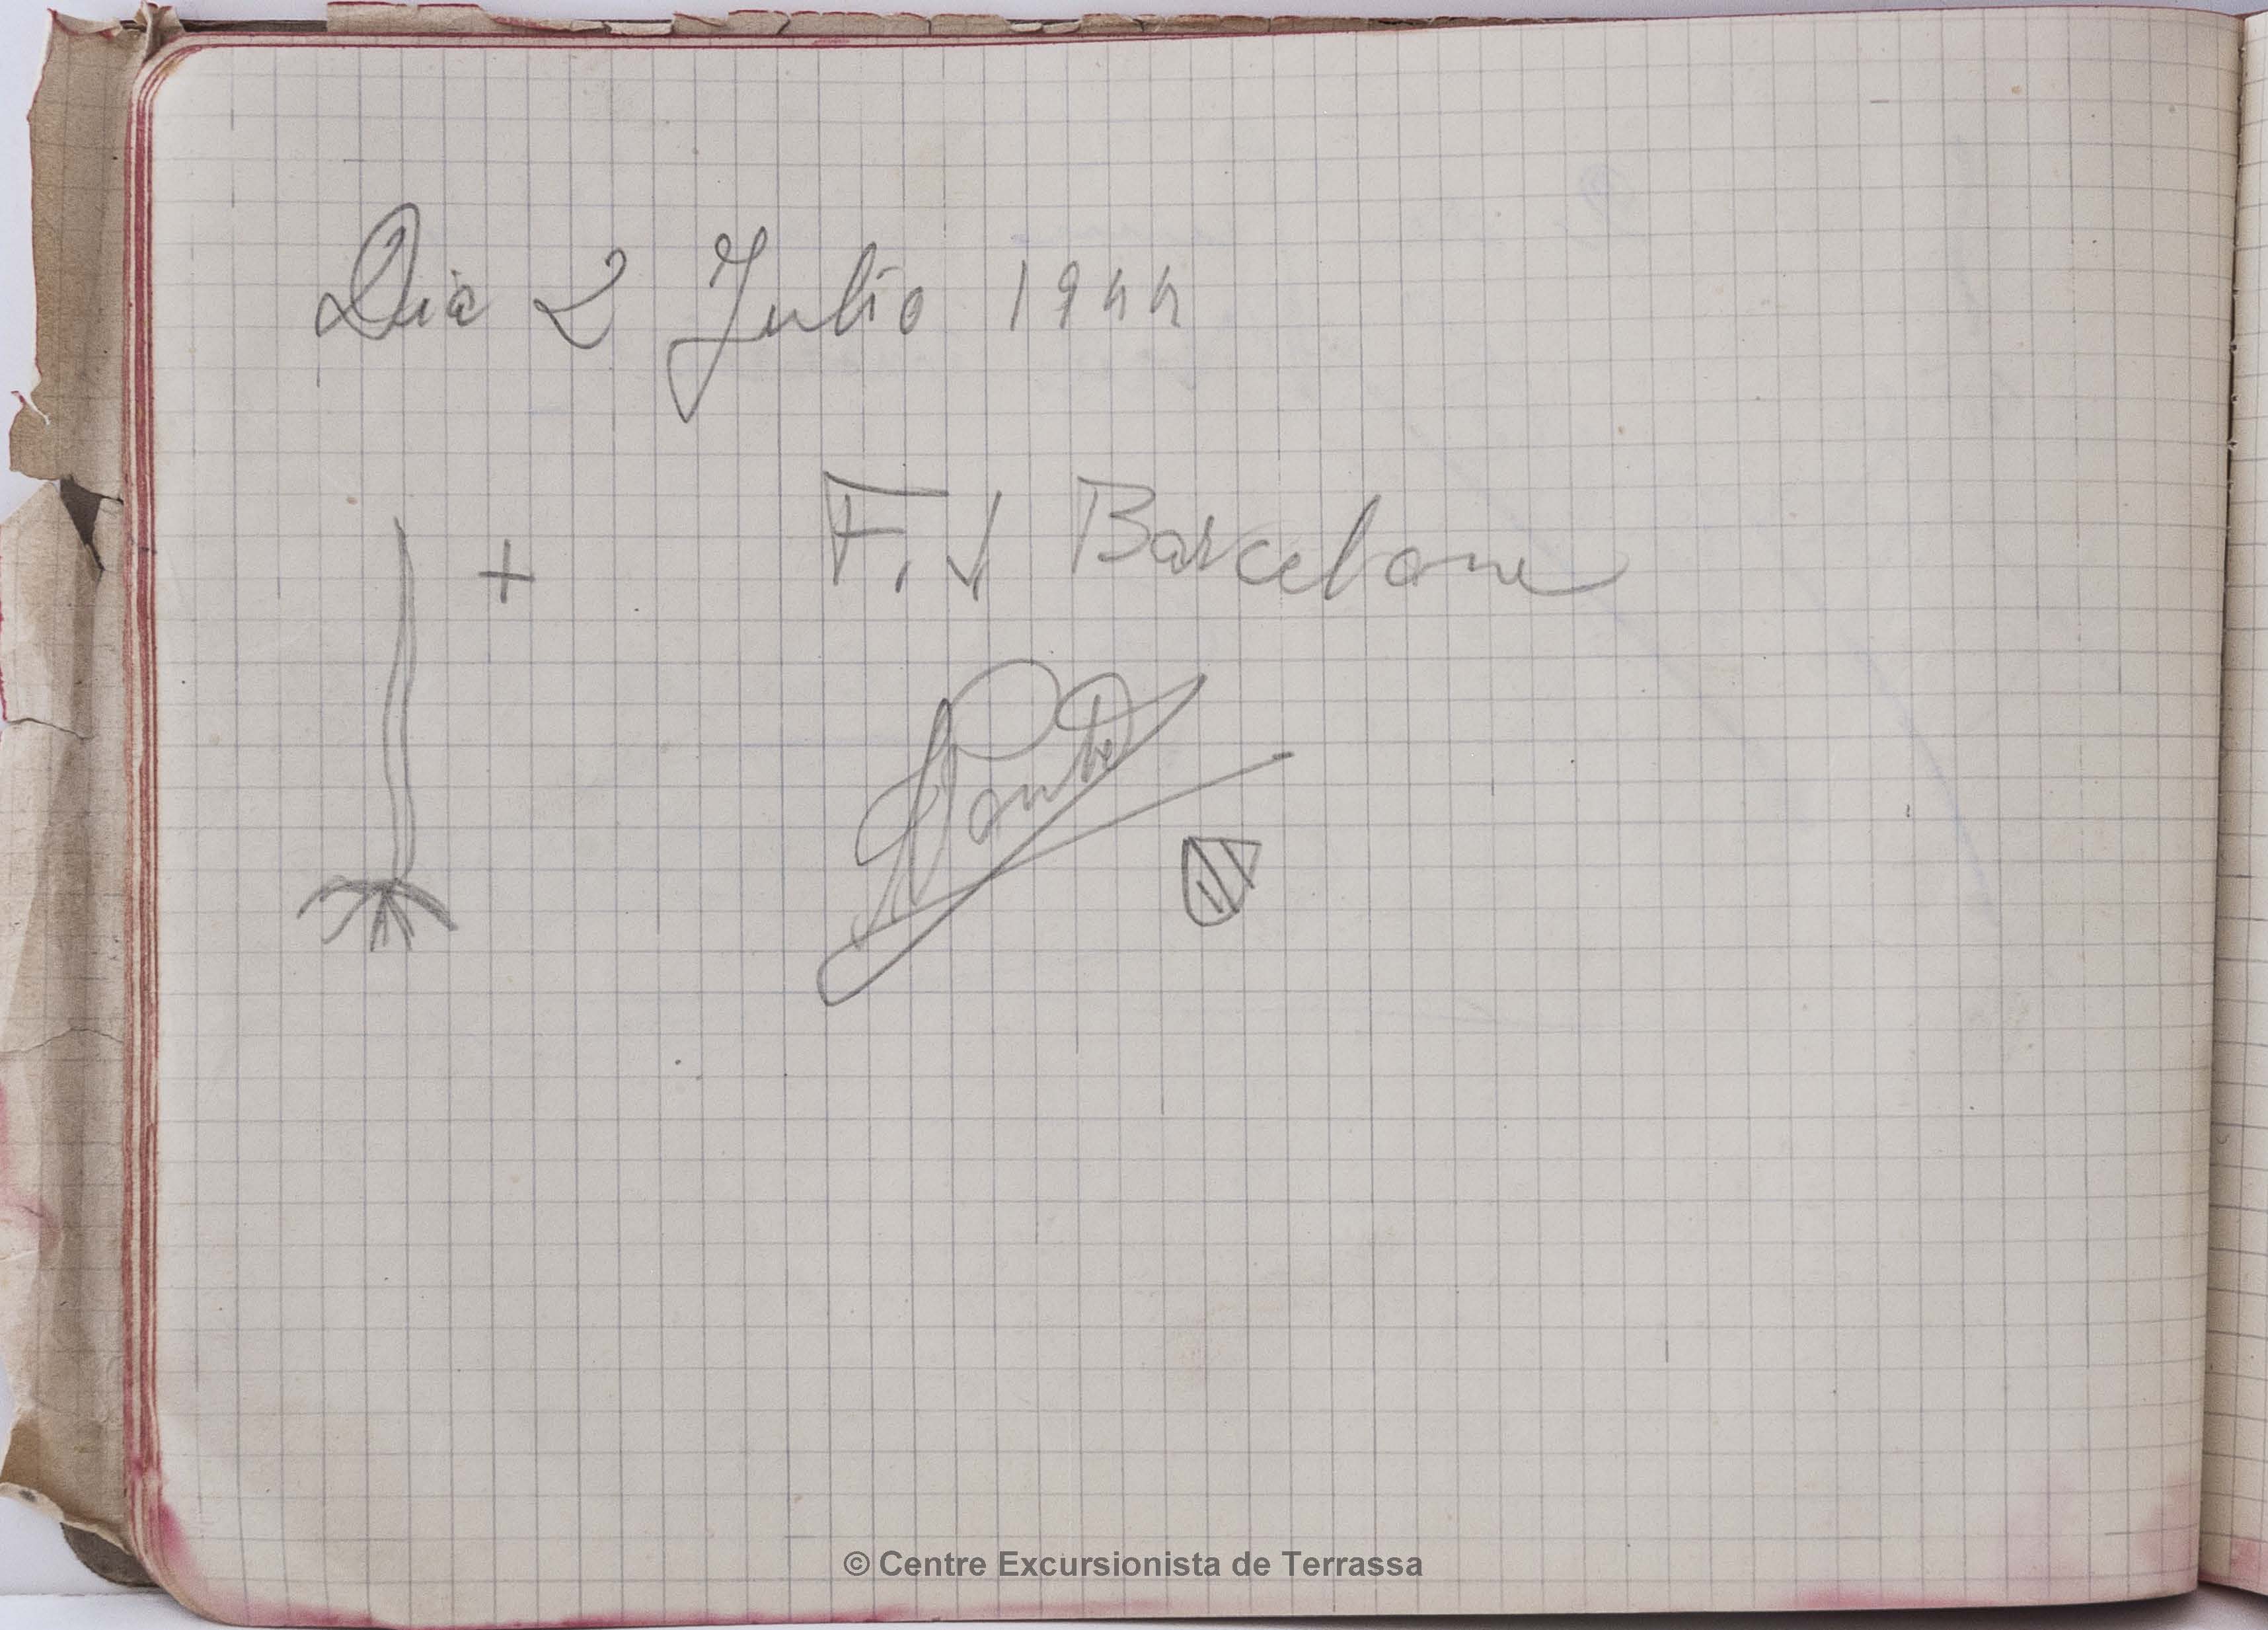 Dia 2 Julio 1944
+ F. J Barcelona
© Centre Excursionista de Terrassa